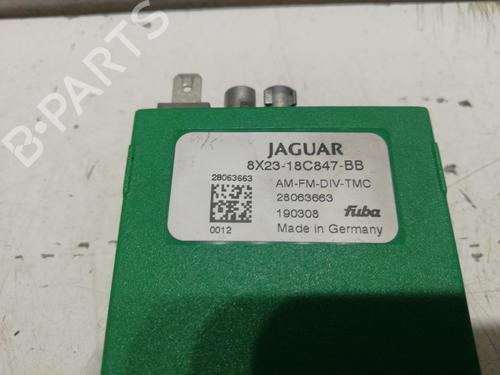 B-PARTS
JAGUAR
8X23-18C847-BB
28063663
AM-FM-DIV-TMC
28063663
190308 fuba
0012
Made in Germany